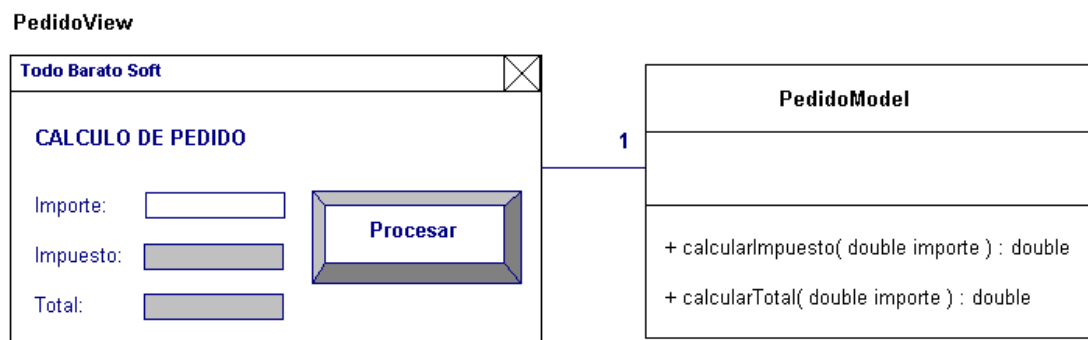 PedidoView
Todo Barato Soft
CALCULO DE PEDIDO
Importe:
Impuesto:
Total:
Procesar
1
PedidoModel
+ calcularImpuesto( double importe ) : double
+ calcularTotal( double importe ) : double